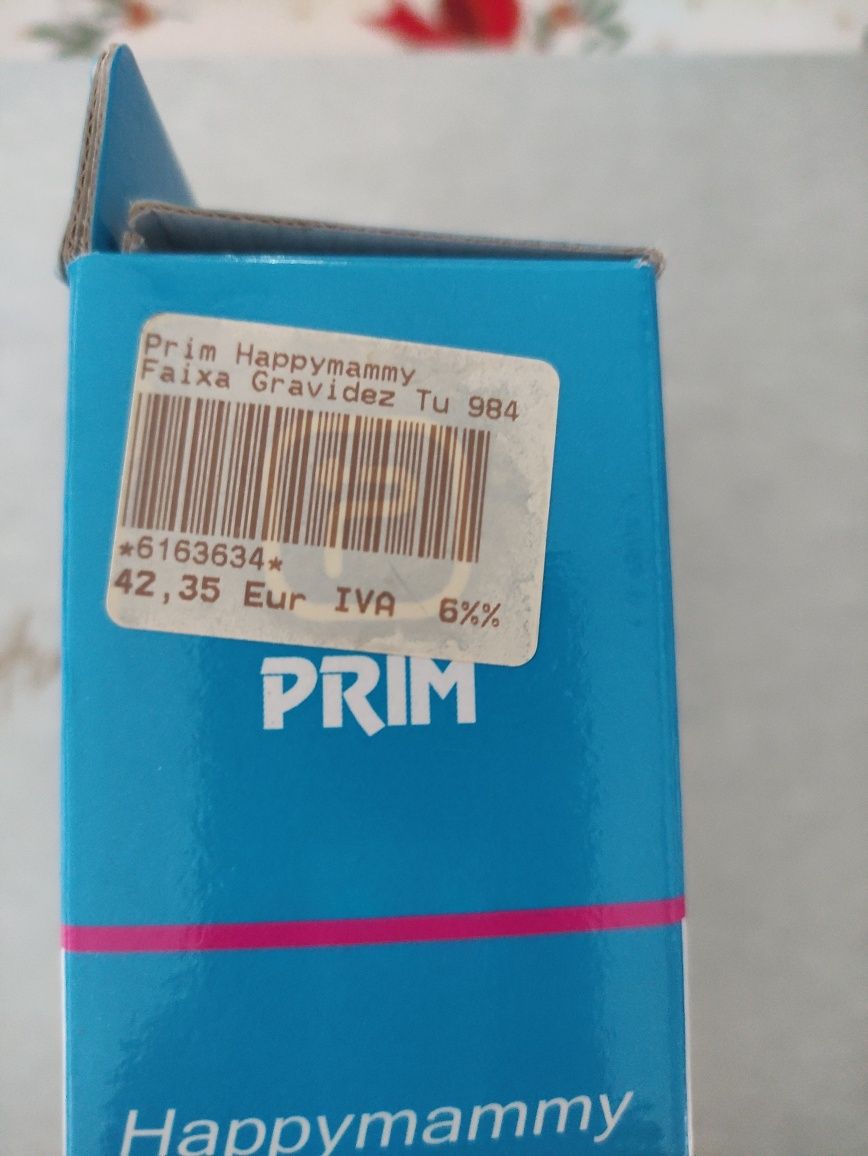 Prim Happymammy
Faixa Gravidez Tu 984
*6163634*
42,35 Eur IVA 6%%
PRIM
Happymammy